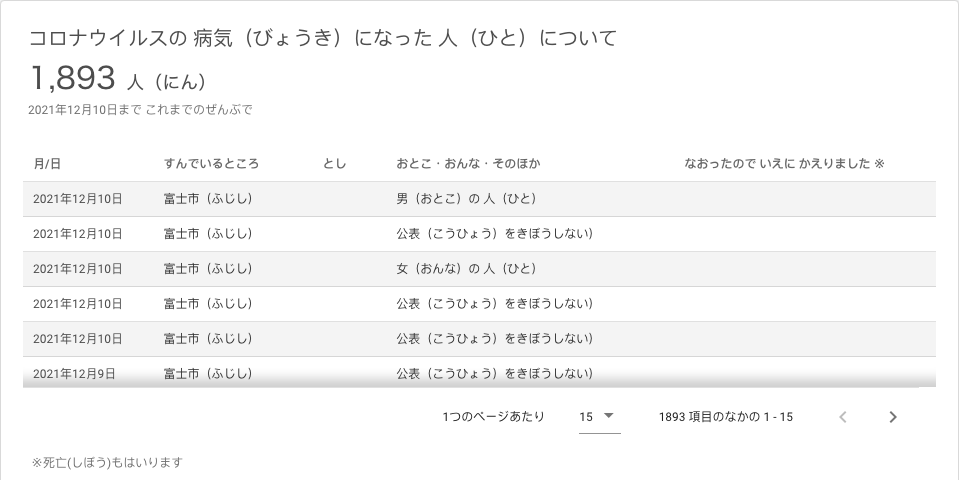 コロナウイルスの 病気（びょうき）になった 人（ひと）について
1,893 人（にん）
2021年12月10日まで これまでのぜんぶで
月/日 すんでいるところ とし おとこ・おんな・そのほか なおったので いえに かえりました ※
2021年12月10日 富士市（ふじし） 男（おとこ）の 人（ひと）
2021年12月10日 富士市（ふじし） 公表（こうひょう）をきぼうしない）
2021年12月10日 富士市（ふじし） 女（おんな）の 人（ひと）
2021年12月10日 富士市（ふじし） 公表（こうひょう）をきぼうしない）
2021年12月10日 富士市（ふじし） 公表（こうひょう）をきぼうしない）
2021年12月9日 富士市（ふじし） 公表（こうひょう）をきぼうしない）
1つのページあたり 15 1893 項目のなかの 1 - 15
※死亡(しぼう)もはいります